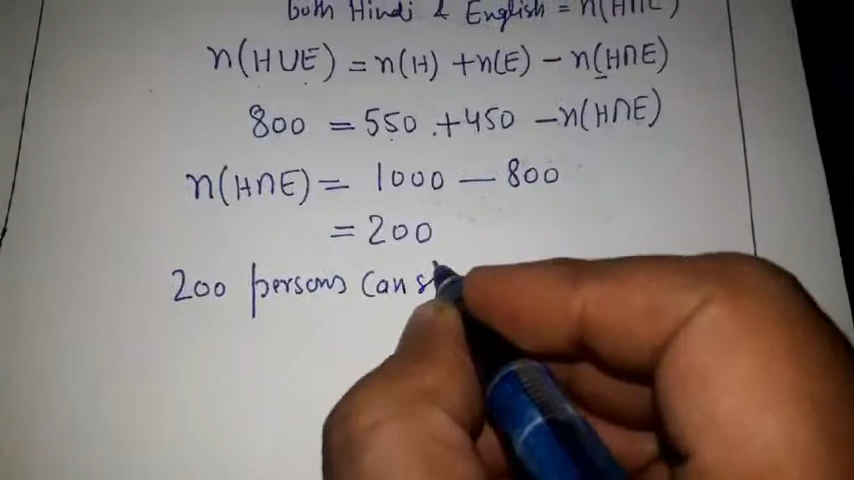 both Hindi & English = n(H∩E)
n(H∪E) = n(H) + n(E) - n(H∩E)
800 = 550 + 450 - n(H∩E)
n(H∩E) = 1000 - 800
= 200
200 persons can s